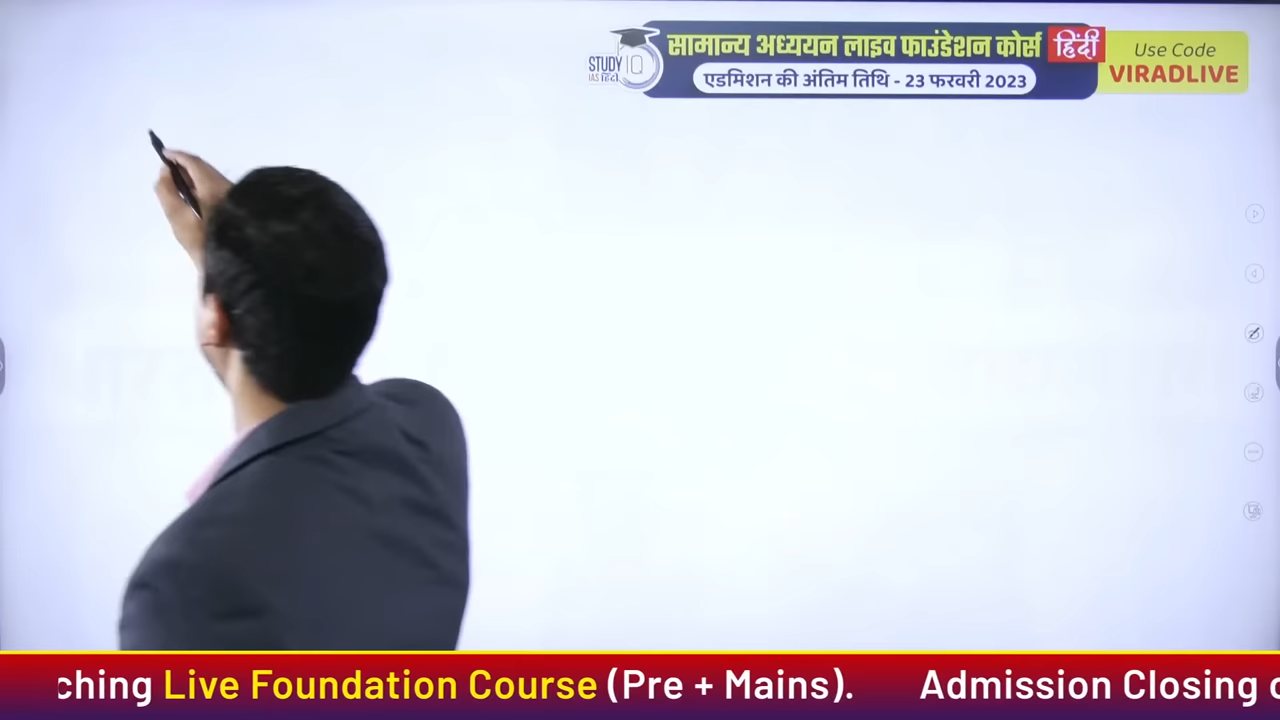 STUDY IQ
IAS हिंदी
सामान्य अध्ययन लाइव फाउंडेशन कोर्स हिंदी
एडमिशन की अंतिम तिथि - 23 फरवरी 2023
Use Code
VIRADLIVE
ching Live Foundation Course (Pre + Mains). Admission Closing